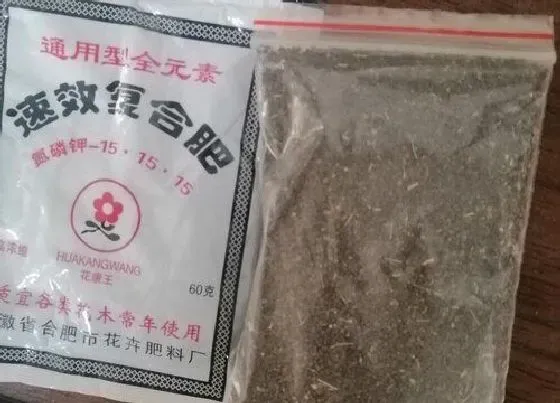 通用型全元素
速效复合肥
氮磷钾-15·15·15
HUAKANGWANG
花康王
60克
适宜各类花木常年使用
徽省合肥市花卉肥料厂